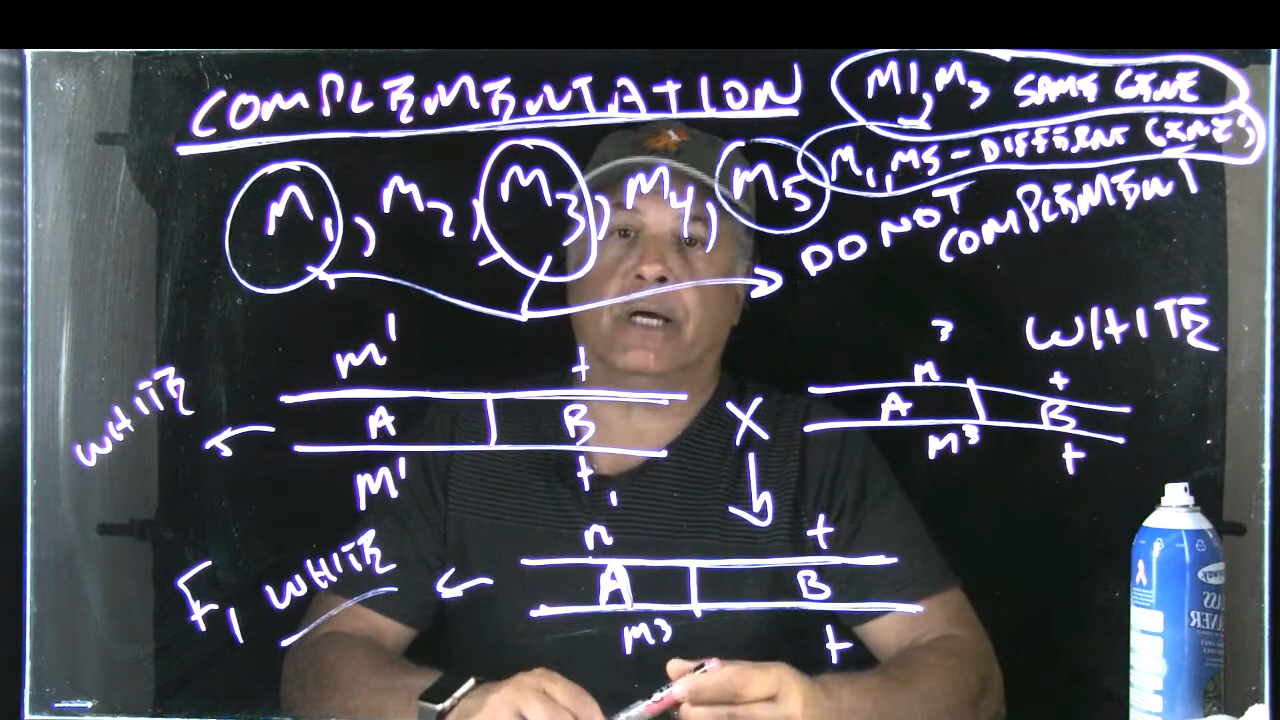 COMPLEMENTATION
M1, M3 SAME GENE
M1, M5 - DIFFERENT GENE'
M1, M2, M3, M4, M5
DO NOT
COMPLEMENT
WHITE
m1 +
A B
M1 +
X
M3 +
A B
M3 +
WHITE
F1 WHITE
+
A B
M3 +